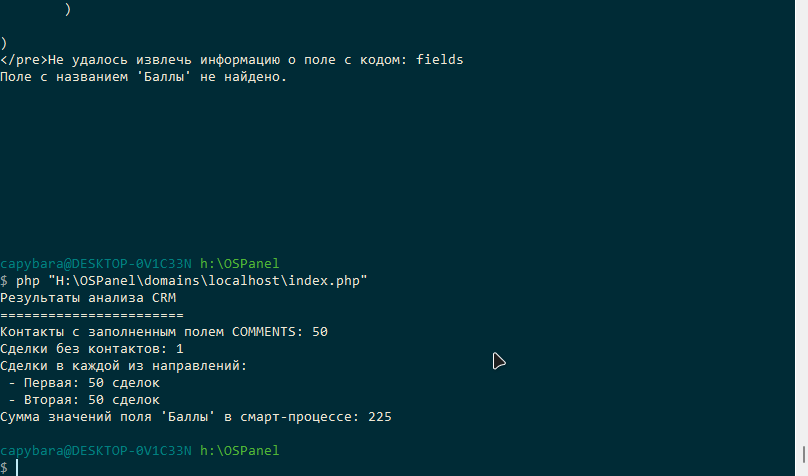 )
)
</pre>Не удалось извлечь информацию о поле с кодом: fields
Поле с названием 'Баллы' не найдено.
capybara@DESKTOP-0V1C33N h:\OSPanel
$ php "H:\OSPanel\domains\localhost\index.php"
Результаты анализа CRM
=======================
Контакты с заполненным полем COMMENTS: 50
Сделки без контактов: 1
Сделки в каждой из направлений:
 - Первая: 50 сделок
 - Вторая: 50 сделок
Сумма значений поля 'Баллы' в смарт-процессе: 225
capybara@DESKTOP-0V1C33N h:\OSPanel
$